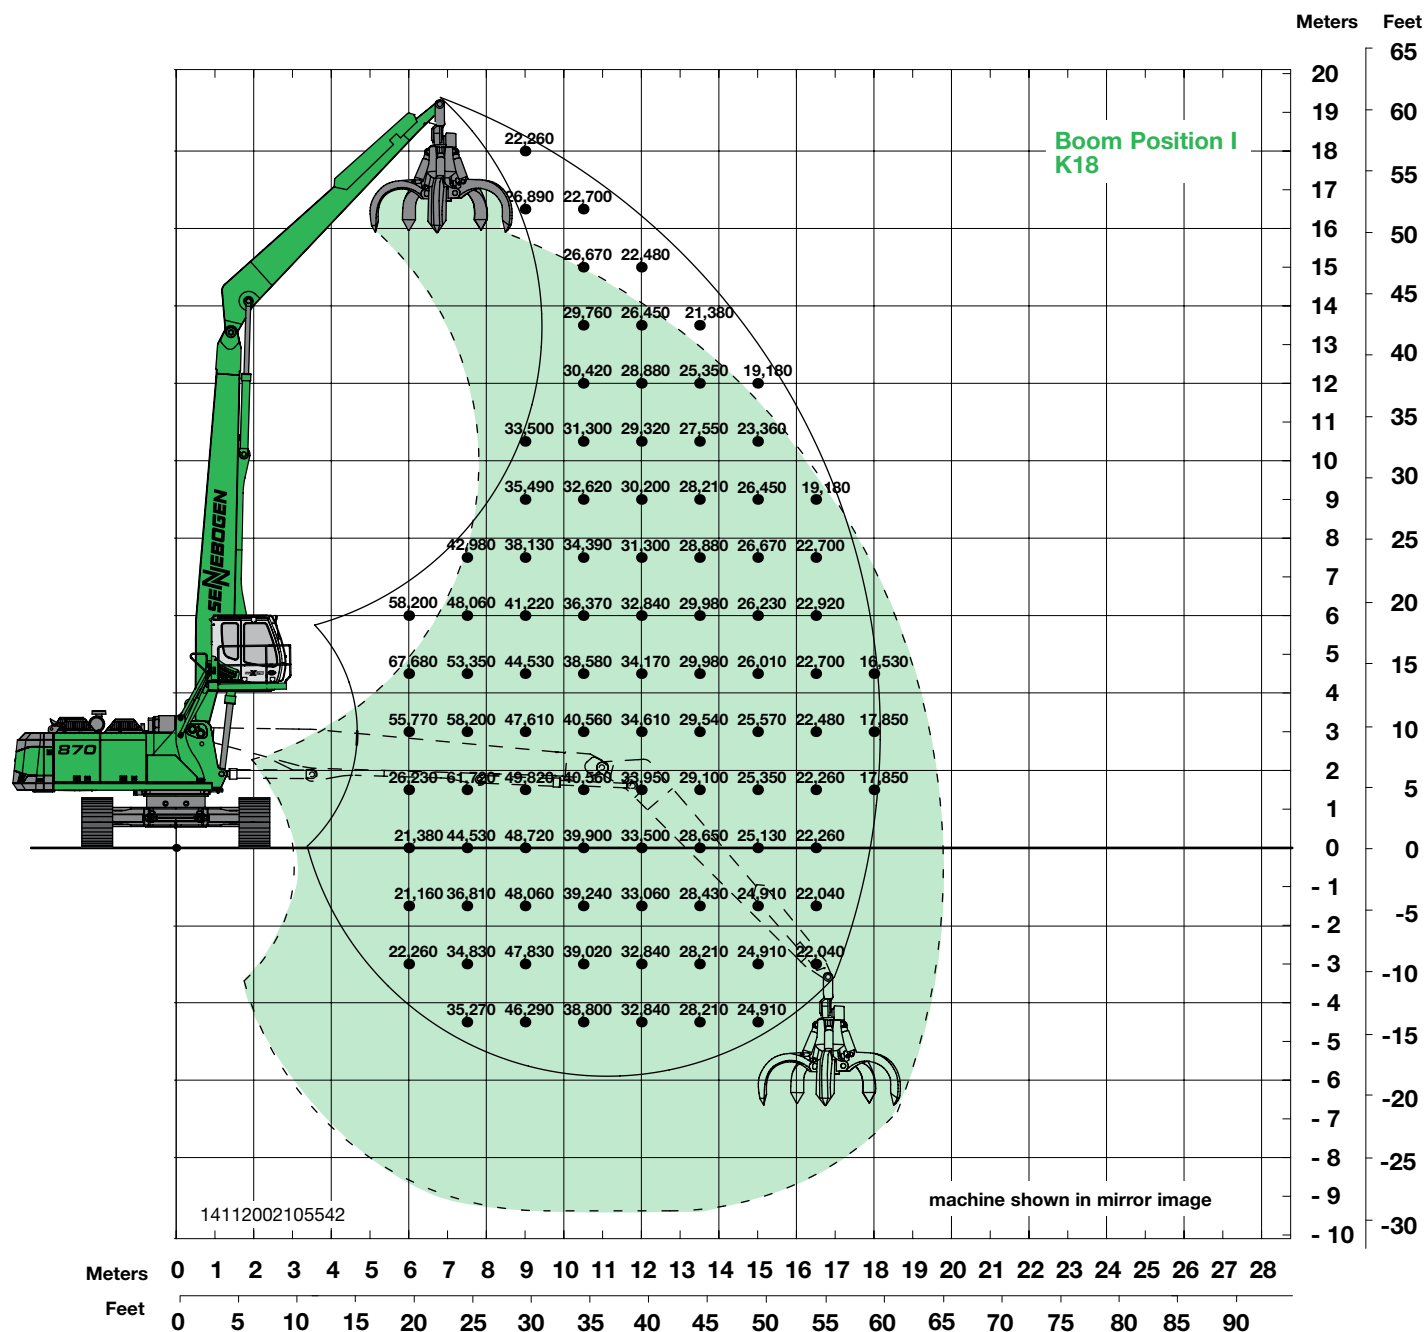 Meters Feet
65
20
19 60
22,260
Boom Position I
18
K18
55
17
26,890 22,700
16
50
26,670 22,480
15
45
14
29,760 26,450 21,380
13
40
30,420 28,880 25,350 19,180
12
35
11
33,500 31,300 29,320 27,550 23,360
10
30
35,490 32,620 30,200 28,210 26,450 19,180
9
SENNEBOGEN
8
25
42,980 38,130 34,390 31,300 28,880 26,670 22,700
7
20
58,200 48,060 41,220 36,370 32,840 29,980 26,230 22,920
6
5
15
67,680 53,350 44,530 38,580 34,170 29,980 26,010 22,700 16,530
4
55,770 58,200 47,610 40,560 34,610 29,540 25,570 22,480 17,850
3
10
870
2
26,230 61,720 49,820 40,560 33,950 29,100 25,350 22,260 17,850
5
1
21,380 44,530 48,720 39,900 33,500 28,650 25,130 22,260
0 0
- 1
21,160 36,810 48,060 39,240 33,060 28,430 24,910 22,040
-5
- 2
22,260 34,830 47,830 39,020 32,840 28,210 24,910 22,040
- 3
-10
- 4
35,270 46,290 38,800 32,840 28,210 24,910
-15
- 5
- 6
-20
- 7
- 8
-25
- 9
machine shown in mirror image
14112002105542
-30
- 10
Meters 0 1 2 3 4 5 6 7 8 9 10 11 12 13 14 15 16 17 18 19 20 21 22 23 24 25 26 27 28
Feet 0 5 10 15 20 25 30 35 40 45 50 55 60 65 70 75 80 85 90